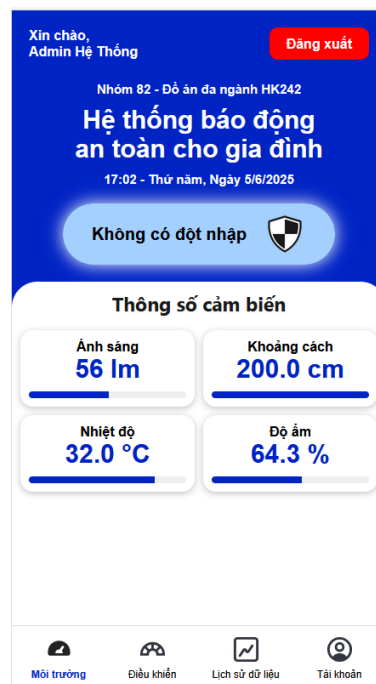 Xin chào,
Admin Hệ Thống
Đăng xuất
Nhóm 82 - Đồ án đa ngành HK242
Hệ thống báo động
an toàn cho gia đình
17:02 - Thứ năm, Ngày 5/6/2025
Không có đột nhập
Thông số cảm biến
Ánh sáng
56 lm
Khoảng cách
200.0 cm
Nhiệt độ
32.0 °C
Độ ẩm
64.3 %
Môi trường
Điều khiển
Lịch sử dữ liệu
Tài khoản